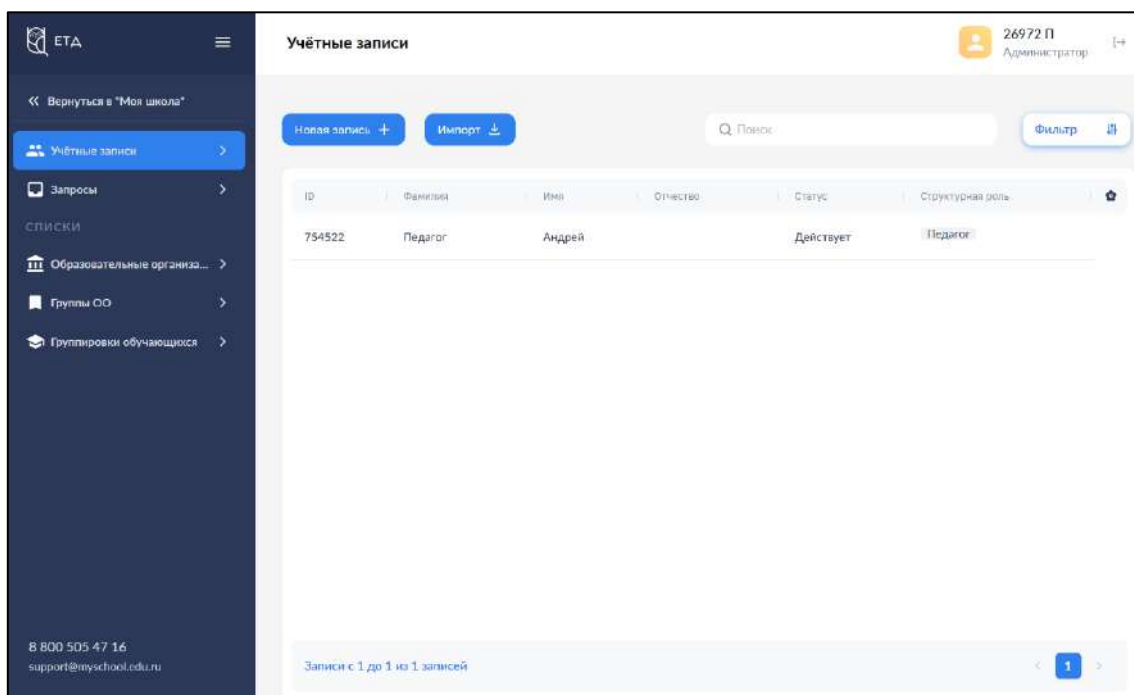 ЕТД
Учётные записи
26972 П
Администратор
Вернуться в "Моя школа"
Новая запись
Импорт
Поиск
Фильтр
Учётные записи
Запросы
СПИСКИ
Образовательные организа...
Группы ОО
Группировки обучающихся
ID
Фамилия
Имя
Отчество
Статус
Структурная роль
754522
Педагог
Андрей
Действует
Педагог
8 800 505 47 16
support@myschool.edu.ru
Записи с 1 до 1 из 1 записей
1